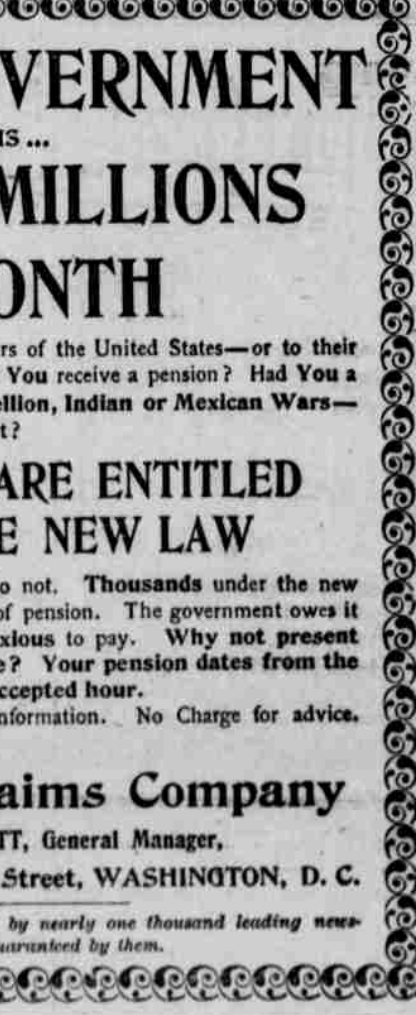 VERNMENT
IS ...
MILLIONS
ONTH
rs of the United States—or to their
You receive a pension? Had You a
ellion, Indian or Mexican Wars—
t?
ARE ENTITLED
E NEW LAW
o not. Thousands under the new
of pension. The government owes it
xious to pay. Why not present
e? Your pension dates from the
ccepted hour.
nformation. No Charge for advice.
aims Company
TT, General Manager,
Street, WASHINGTON, D. C.
by nearly one thousand leading news-
uaranteed by them.